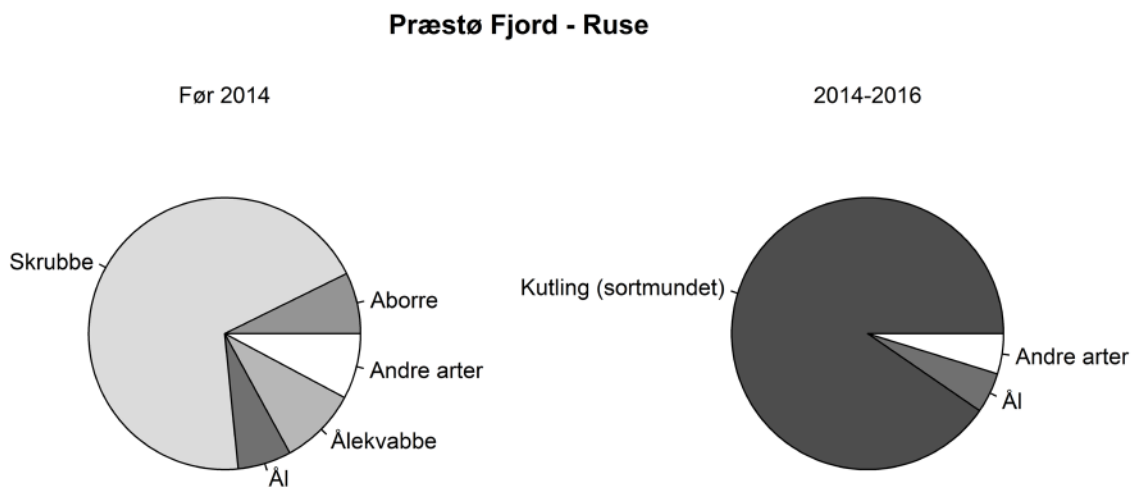 Præstø Fjord - Ruse
Før 2014
Skrubbe
Aborre
Andre arter
Ålekvabbe
Ål
2014-2016
Kutling (sortmundet)
Andre arter
Ål